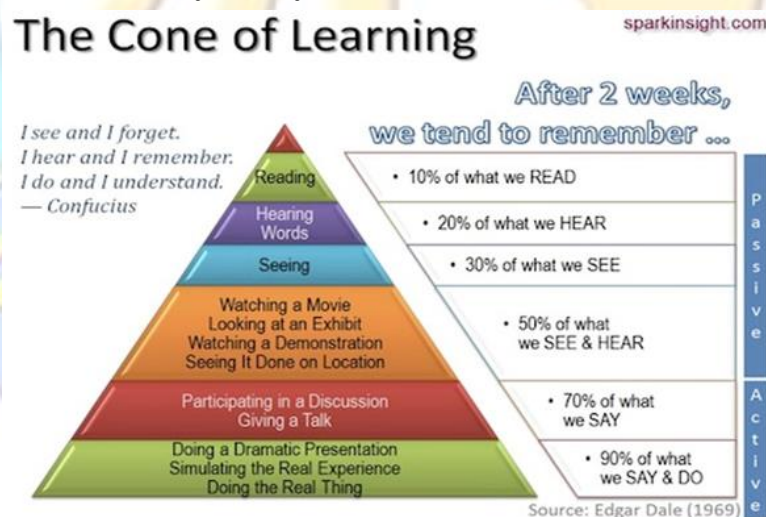 The Cone of Learning
sparkinsight.com
I see and I forget.
I hear and I remember.
I do and I understand.
— Confucius
After 2 weeks,
we tend to remember ...
Reading
Hearing
Words
Seeing
Watching a Movie
Looking at an Exhibit
Watching a Demonstration
Seeing It Done on Location
Participating in a Discussion
Giving a Talk
Doing a Dramatic Presentation
Simulating the Real Experience
Doing the Real Thing
• 10% of what we READ
• 20% of what we HEAR
• 30% of what we SEE
• 50% of what
we SEE & HEAR
• 70% of what
we SAY
• 90% of what
we SAY & DO
Passive
Active
Source: Edgar Dale (1969)